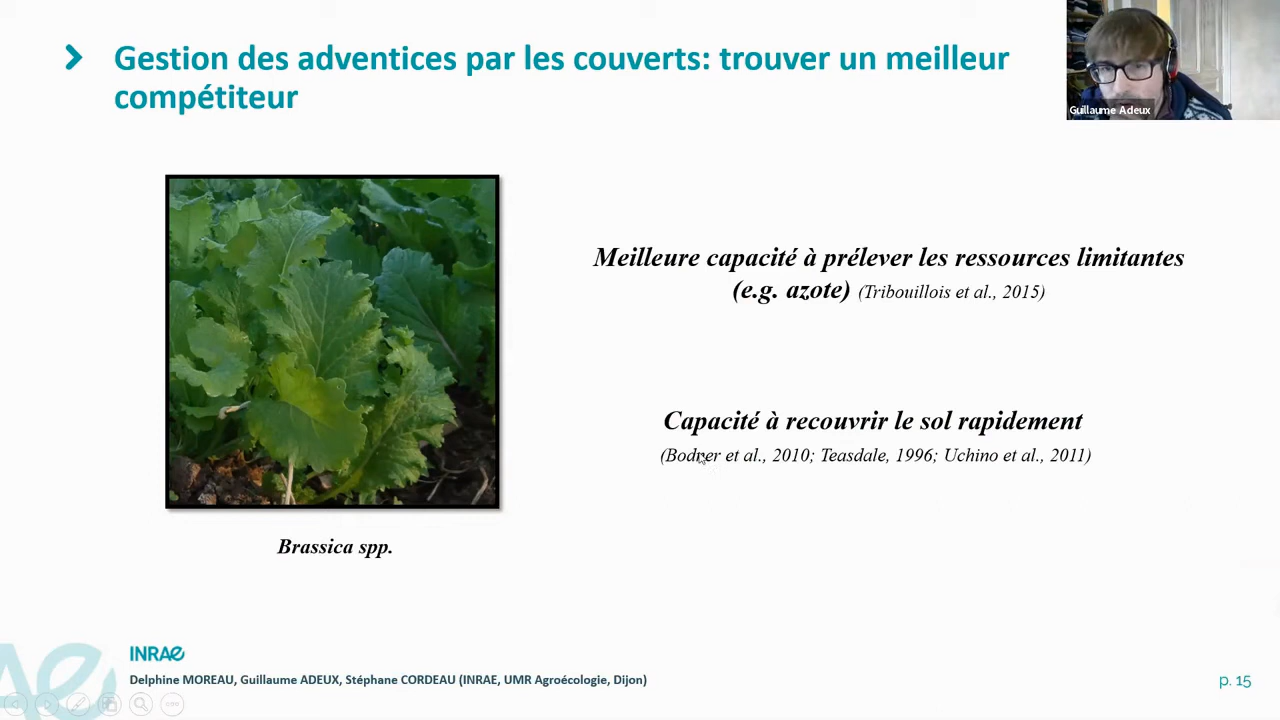 Gestion des adventices par les couverts: trouver un meilleur
compétiteur
Guillaume Adeux
Meilleure capacité à prélever les ressources limitantes
(e.g. azote) (Tribouillois et al., 2015)
Capacité à recouvrir le sol rapidement
(Bodner et al., 2010; Teasdale, 1996; Uchino et al., 2011)
Brassica spp.
INRAE
Delphine MOREAU, Guillaume ADEUX, Stéphane CORDEAU (INRAE, UMR Agroécologie, Dijon)
p. 15